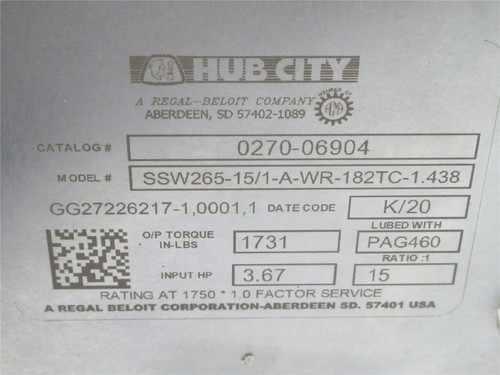 HUB CITY
A REGAL-BELOIT COMPANY
ABERDEEN, SD 57402-1089
MEMBER OF
CATALOG # 0270-06904
MODEL # SSW265-15/1-A-WR-182TC-1.438
GG27226217-1,0001,1 DATE CODE K/20
LUBED WITH
O/P TORQUE IN-LBS 1731 PAG460
RATIO :1
INPUT HP 3.67 15
RATING AT 1750 * 1.0 FACTOR SERVICE
A REGAL BELOIT CORPORATION-ABERDEEN SD. 57401 USA